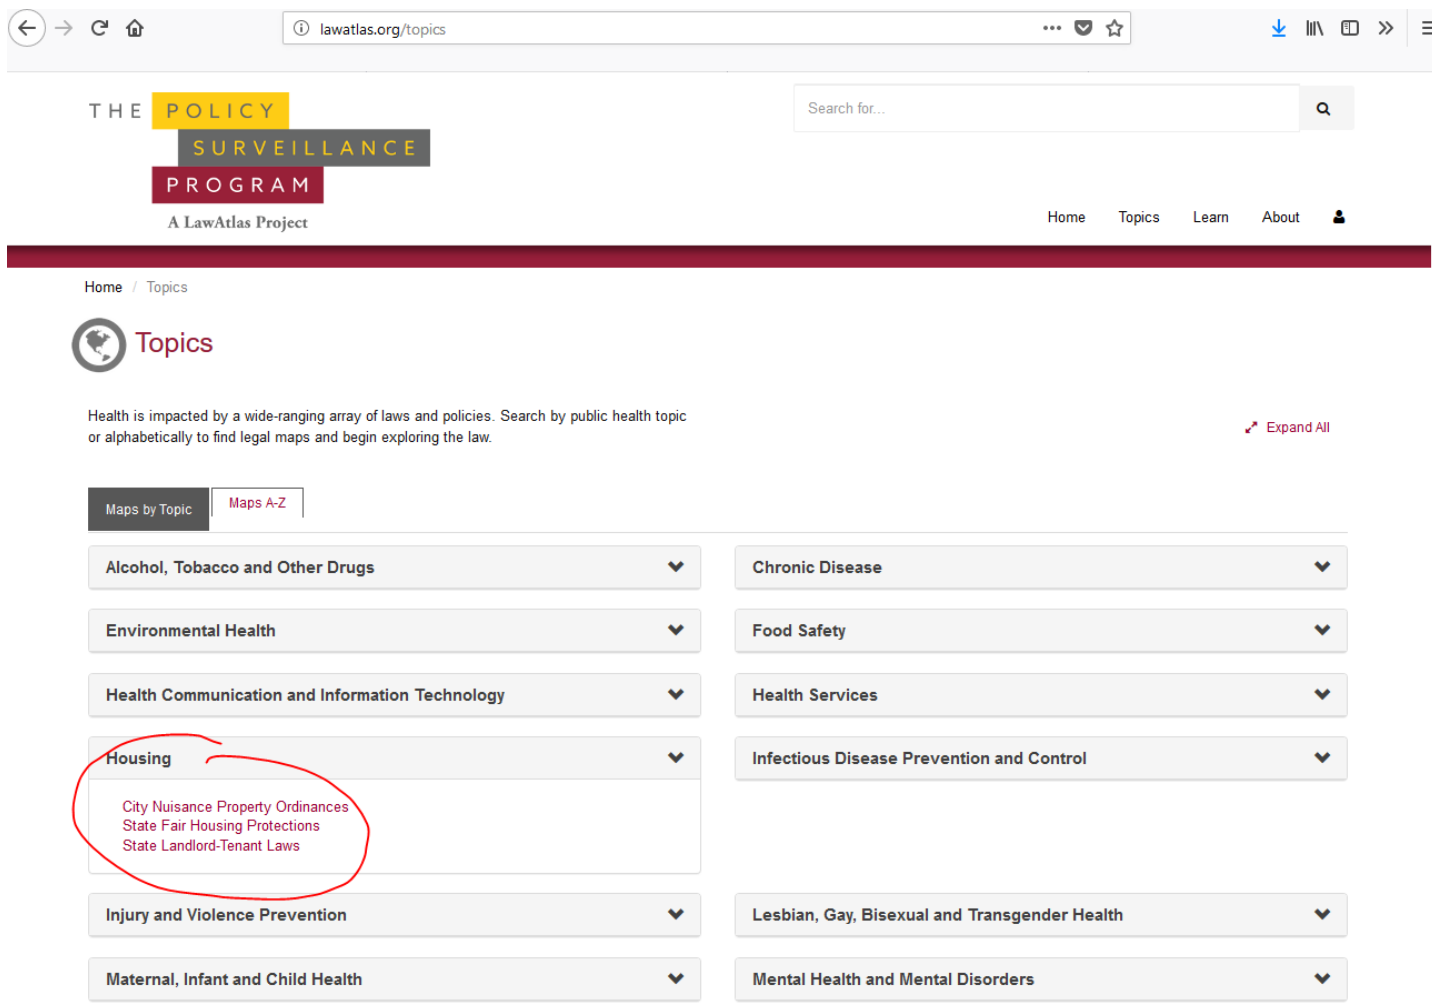 lawatlas.org/topics
THE POLICY
SURVEILLANCE
PROGRAM
A LawAtlas Project
Search for...
Home Topics Learn About
Home / Topics
Topics
Health is impacted by a wide-ranging array of laws and policies. Search by public health topic
or alphabetically to find legal maps and begin exploring the law.
Expand All
Maps by Topic Maps A-Z
Alcohol, Tobacco and Other Drugs
Chronic Disease
Environmental Health
Food Safety
Health Communication and Information Technology
Health Services
Housing
City Nuisance Property Ordinances
State Fair Housing Protections
State Landlord-Tenant Laws
Infectious Disease Prevention and Control
Injury and Violence Prevention
Lesbian, Gay, Bisexual and Transgender Health
Maternal, Infant and Child Health
Mental Health and Mental Disorders